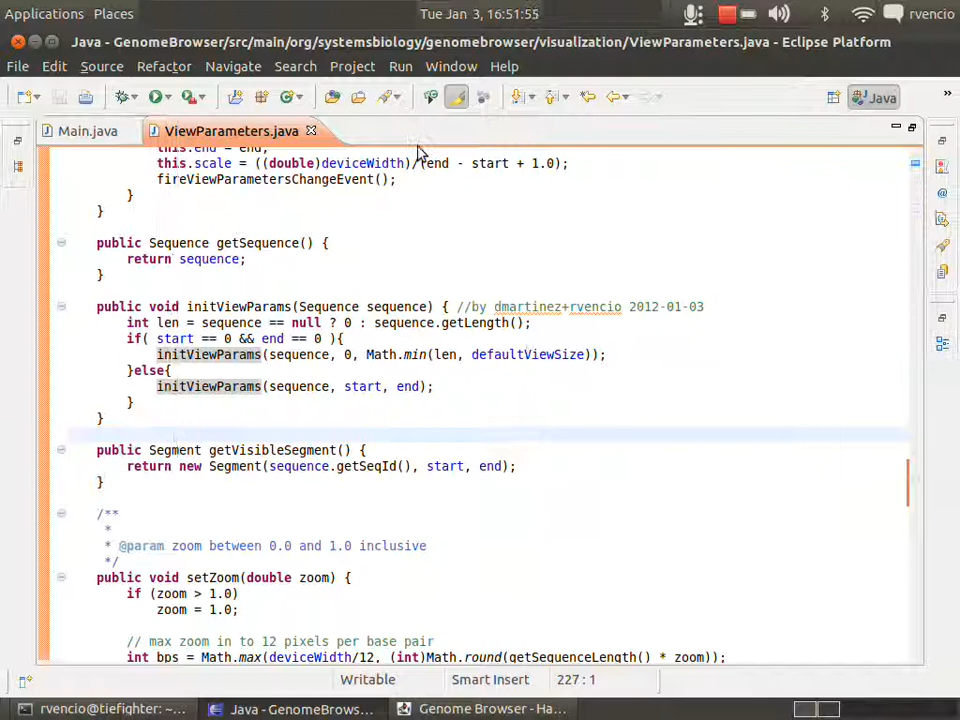 Applications Places Tue Jan 3, 16:51:55 rvencio
Java - GenomeBrowser/src/main/org/systemsbiology/genomebrowser/visualization/ViewParameters.java - Eclipse Platform
File Edit Source Refactor Navigate Search Project Run Window Help
Java »
Main.java ViewParameters.java
this.end = end;
this.scale = ((double)deviceWidth)/(end - start + 1.0);
fireViewParametersChangeEvent();
}
}
public Sequence getSequence() {
return sequence;
}
public void initViewParams(Sequence sequence) { //by dmartinez+rvencio 2012-01-03
int len = sequence == null ? 0 : sequence.getLength();
if( start == 0 && end == 0 ){
initViewParams(sequence, 0, Math.min(len, defaultViewSize));
}else{
initViewParams(sequence, start, end);
}
}
public Segment getVisibleSegment() {
return new Segment(sequence.getSeqId(), start, end);
}
/**
*
* @param zoom between 0.0 and 1.0 inclusive
*/
public void setZoom(double zoom) {
if (zoom > 1.0)
zoom = 1.0;
// max zoom in to 12 pixels per base pair
int bps = Math.max(deviceWidth/12, (int)Math.round(getSequenceLength() * zoom));
Writable Smart Insert 227 : 1
rvencio@tiefighter: ~... Java - GenomeBrows... Genome Browser - Ha...